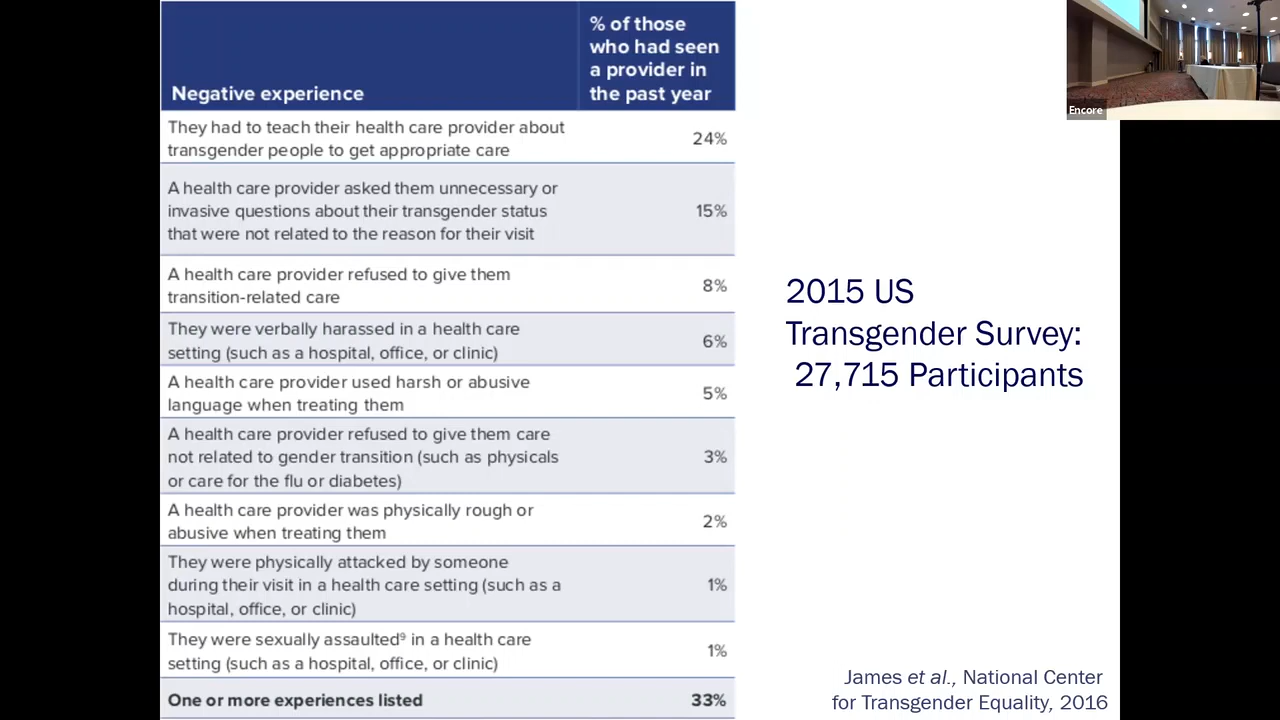 Negative experience
% of those
who had seen
a provider in
the past year
They had to teach their health care provider about
transgender people to get appropriate care
24%
A health care provider asked them unnecessary or
invasive questions about their transgender status
that were not related to the reason for their visit
15%
A health care provider refused to give them
transition-related care
8%
They were verbally harassed in a health care
setting (such as a hospital, office, or clinic)
6%
A health care provider used harsh or abusive
language when treating them
5%
A health care provider refused to give them care
not related to gender transition (such as physicals
or care for the flu or diabetes)
3%
A health care provider was physically rough or
abusive when treating them
2%
They were physically attacked by someone
during their visit in a health care setting (such as a
hospital, office, or clinic)
1%
They were sexually assaulted⁹ in a health care
setting (such as a hospital, office, or clinic)
1%
One or more experiences listed
33%
2015 US
Transgender Survey:
27,715 Participants
James et al., National Center
for Transgender Equality, 2016
Encore